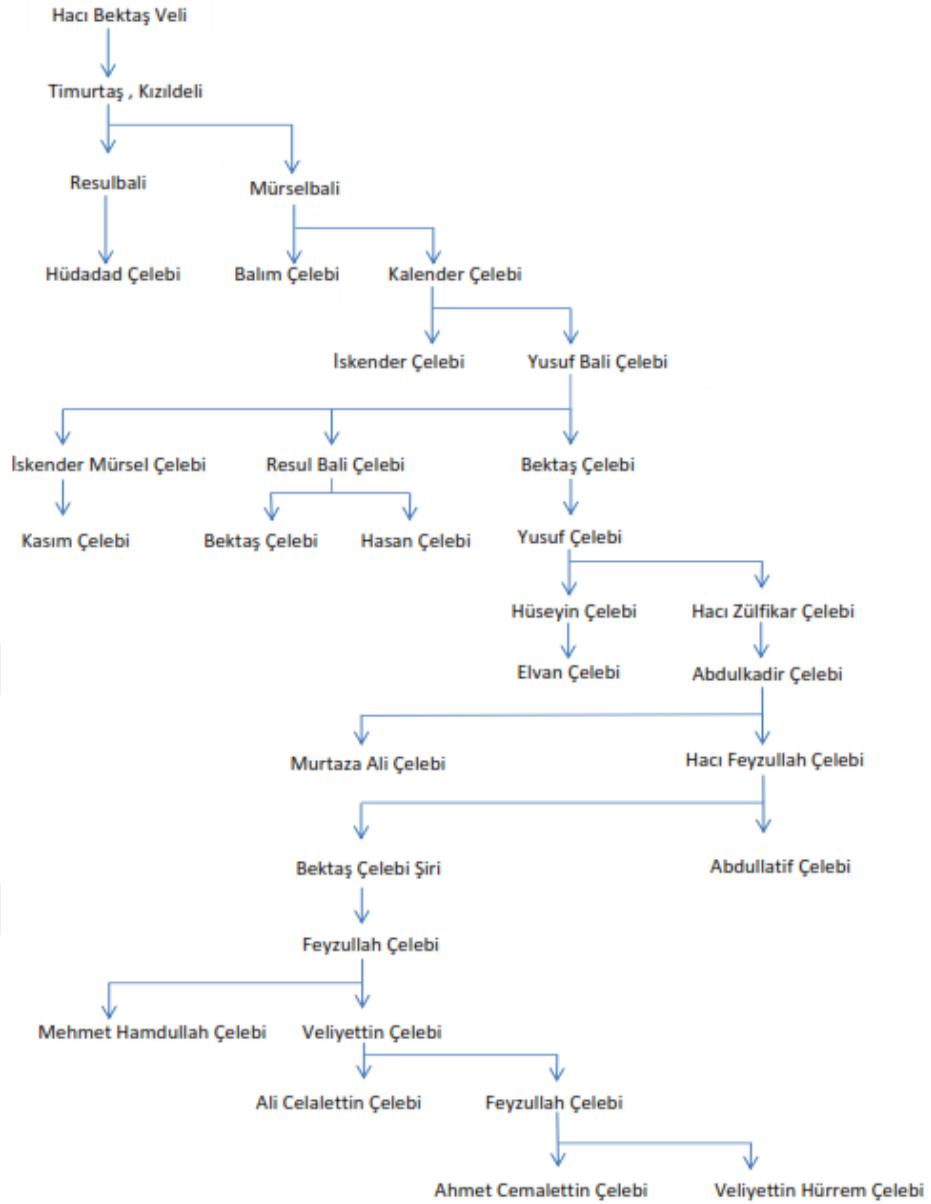 Hacı Bektaş Veli
Timurtaş , Kızıldeli
Resulbali
Mürselbali
Hüdadad Çelebi
Balım Çelebi
Kalender Çelebi
İskender Çelebi
Yusuf Bali Çelebi
İskender Mürsel Çelebi
Resul Bali Çelebi
Bektaş Çelebi
Kasım Çelebi
Bektaş Çelebi
Hasan Çelebi
Yusuf Çelebi
Hüseyin Çelebi
Hacı Zülfikar Çelebi
Elvan Çelebi
Abdulkadir Çelebi
Murtaza Ali Çelebi
Hacı Feyzullah Çelebi
Bektaş Çelebi Şiri
Abdullatif Çelebi
Feyzullah Çelebi
Mehmet Hamdullah Çelebi
Veliyettin Çelebi
Ali Celalettin Çelebi
Feyzullah Çelebi
Ahmet Cemalettin Çelebi
Veliyettin Hürrem Çelebi